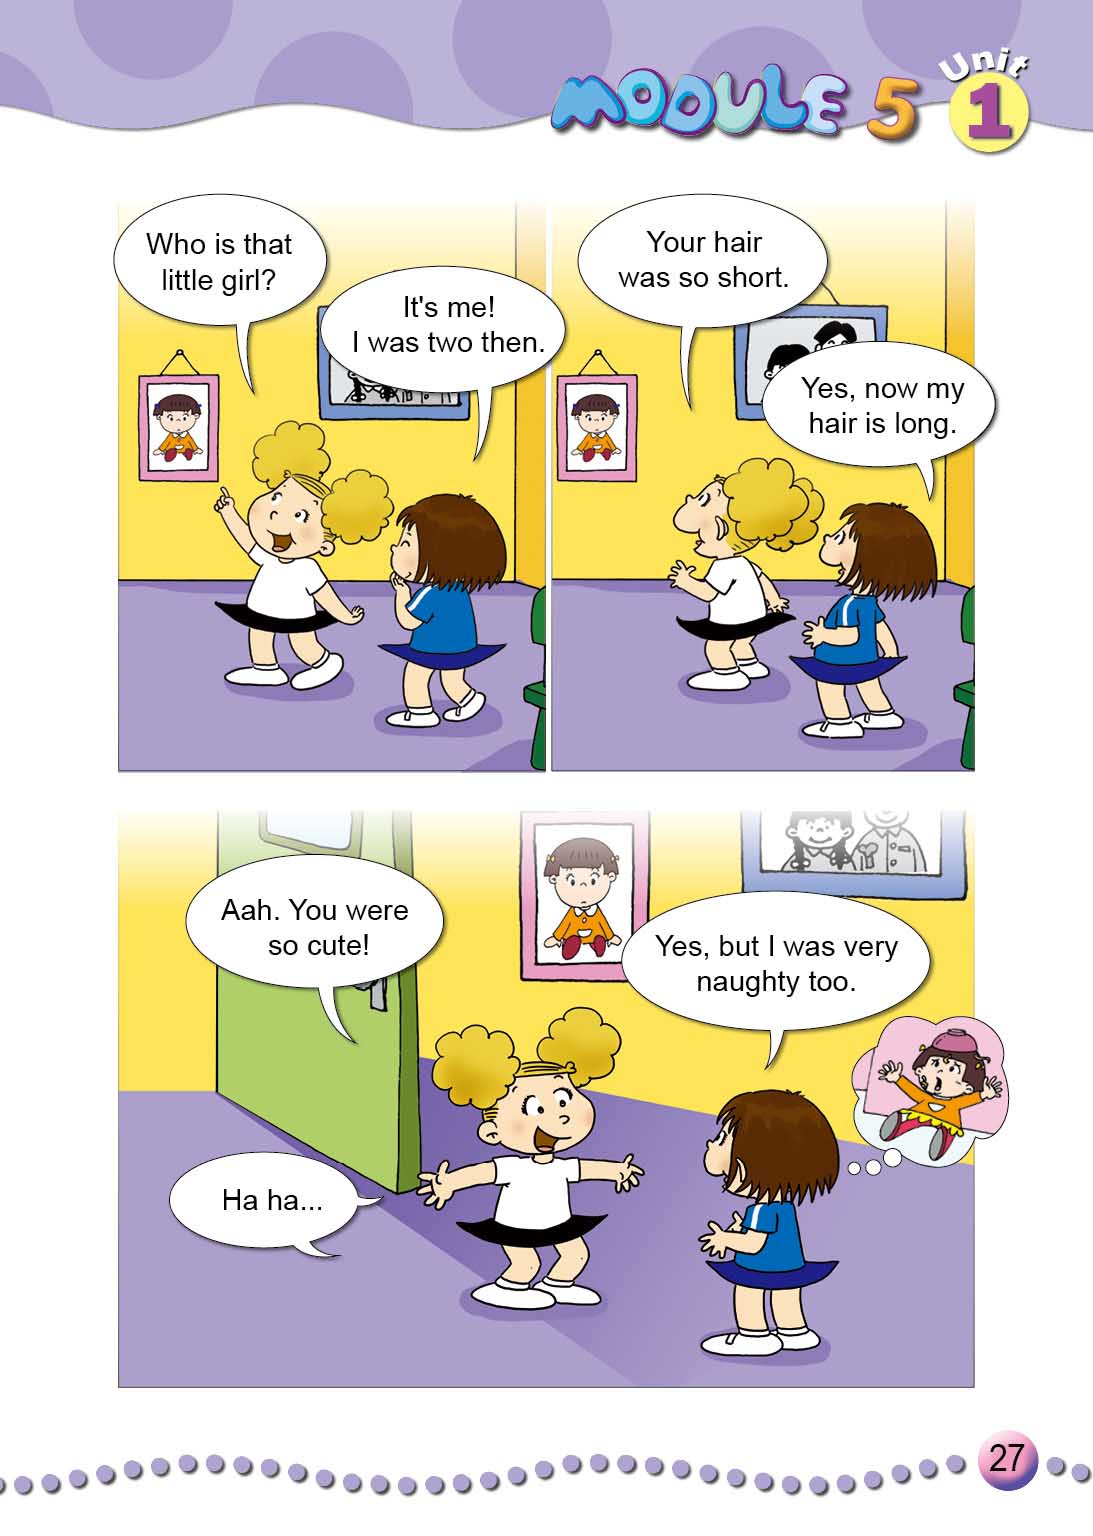 MODULE 5
Unit
1
Who is that
little girl?
It's me!
I was two then.
Your hair
was so short.
Yes, now my
hair is long.
Aah. You were
so cute!
Yes, but I was very
naughty too.
Ha ha...
27